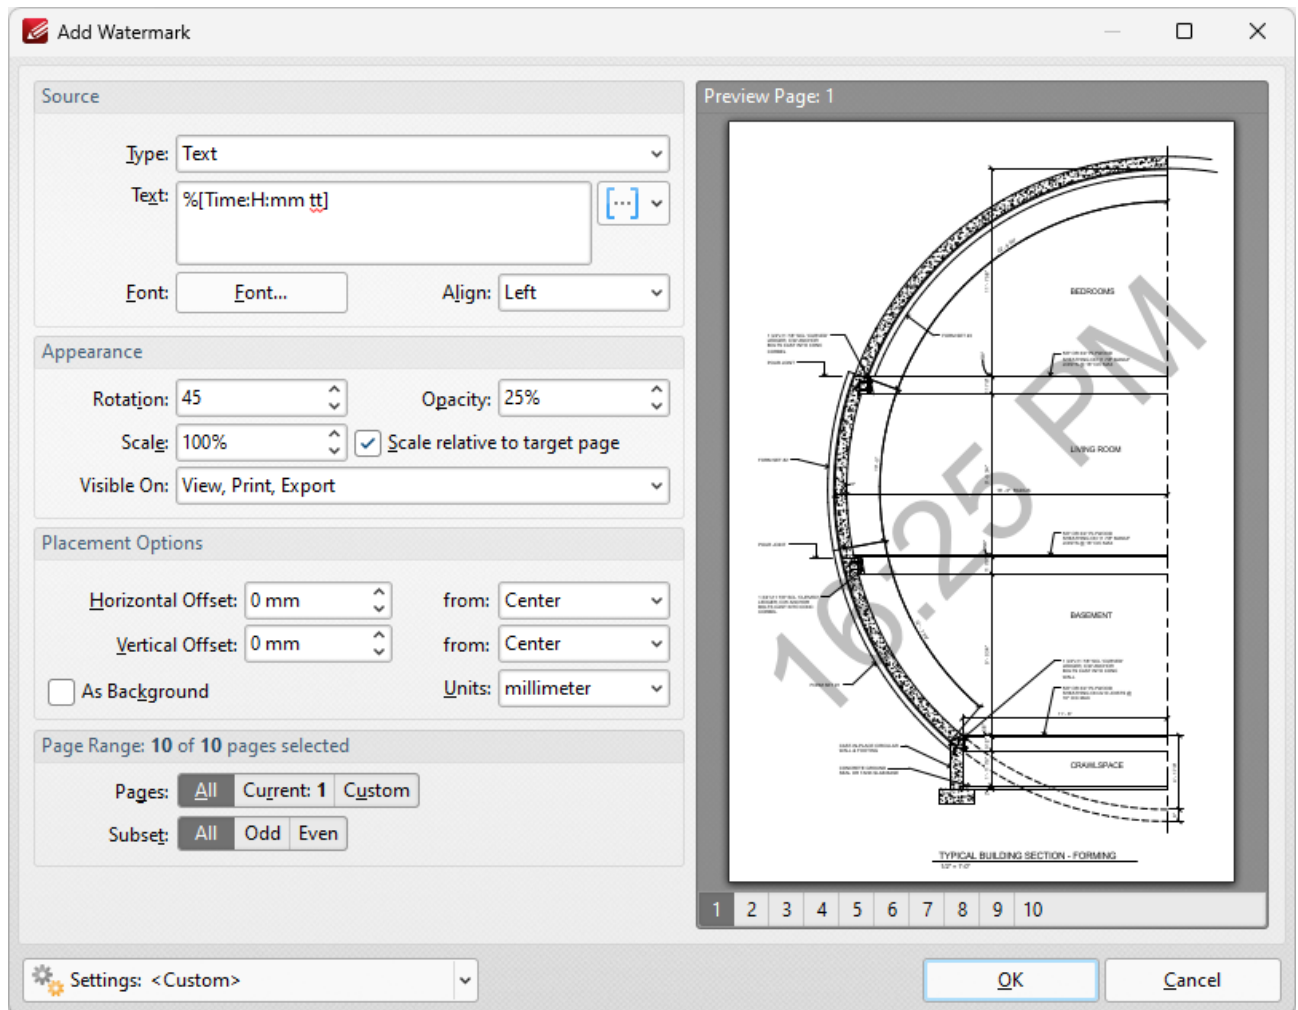 Add Watermark
Source
Type: Text
Text: %[Time:H:mm tt]
Font: Font... Align: Left
Appearance
Rotation: 45 Opacity: 25%
Scale: 100% Scale relative to target page
Visible On: View, Print, Export
Placement Options
Horizontal Offset: 0 mm from: Center
Vertical Offset: 0 mm from: Center
As Background Units: millimeter
Page Range: 10 of 10 pages selected
Pages: All Current: 1 Custom
Subset: All Odd Even
Preview Page: 1
BEDROOMS
LIVING ROOM
16:25 PM
BASEMENT
CRAWLSPACE
TYPICAL BUILDING SECTION - FORMING
1 2 3 4 5 6 7 8 9 10
Settings: <Custom>
OK Cancel